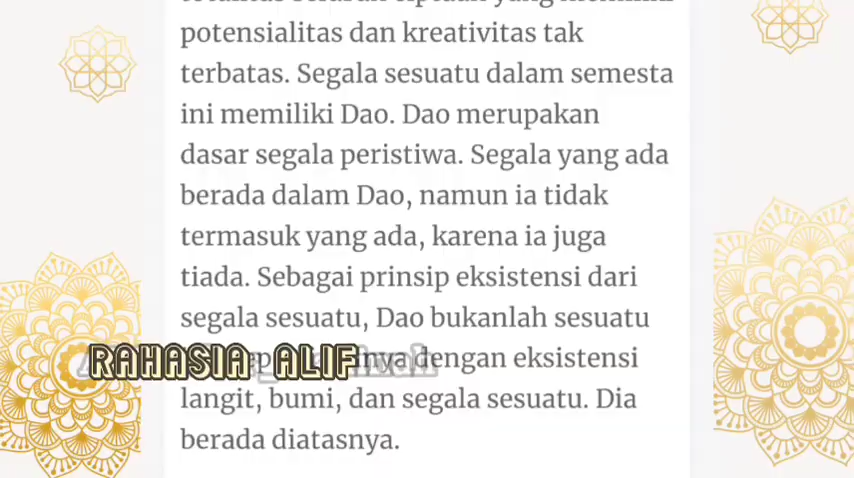 potensialitas dan kreativitas tak
terbatas. Segala sesuatu dalam semesta
ini memiliki Dao. Dao merupakan
dasar segala peristiwa. Segala yang ada
berada dalam Dao, namun ia tidak
termasuk yang ada, karena ia juga
tiada. Sebagai prinsip eksistensi dari
segala sesuatu, Dao bukanlah sesuatu
RAHASIA ALIF
dengan eksistensi
langit, bumi, dan segala sesuatu. Dia
berada diatasnya.